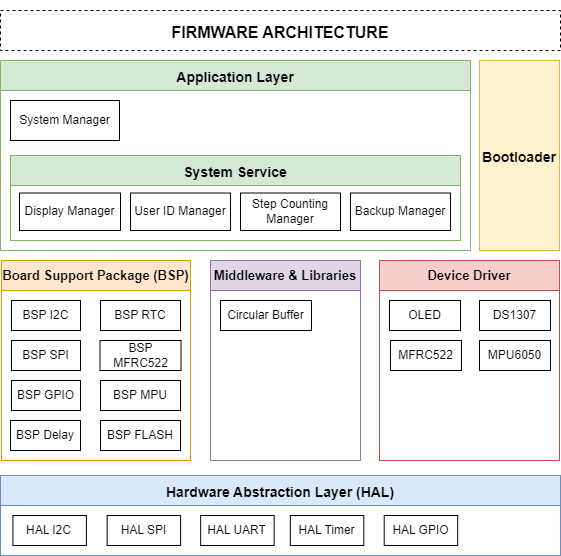 FIRMWARE ARCHITECTURE
Application Layer
System Manager
System Service
Display Manager
User ID Manager
Step Counting
Manager
Backup Manager
Bootloader
Board Support Package (BSP)
BSP I2C
BSP RTC
BSP SPI
BSP
MFRC522
BSP GPIO
BSP MPU
BSP Delay
BSP FLASH
Middleware & Libraries
Circular Buffer
Device Driver
OLED
DS1307
MFRC522
MPU6050
Hardware Abstraction Layer (HAL)
HAL I2C
HAL SPI
HAL UART
HAL Timer
HAL GPIO